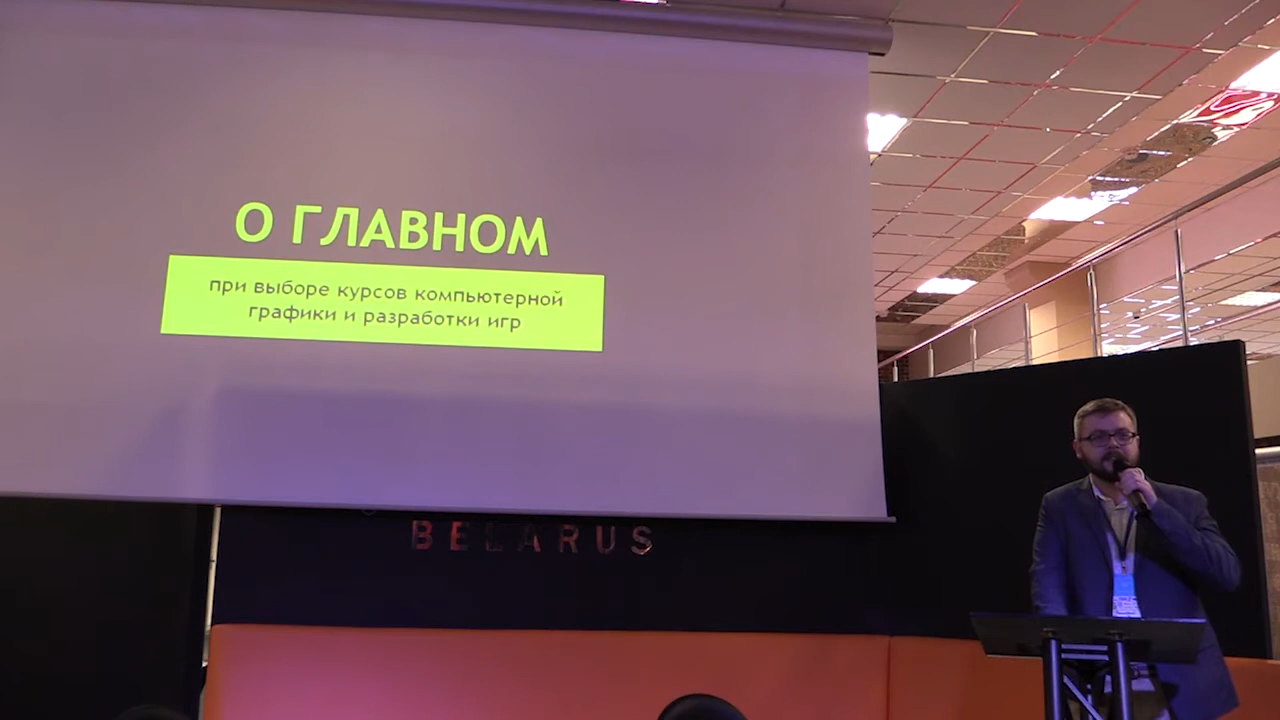 О ГЛАВНОМ
при выборе курсов компьютерной
графики и разработки игр
BELARUS